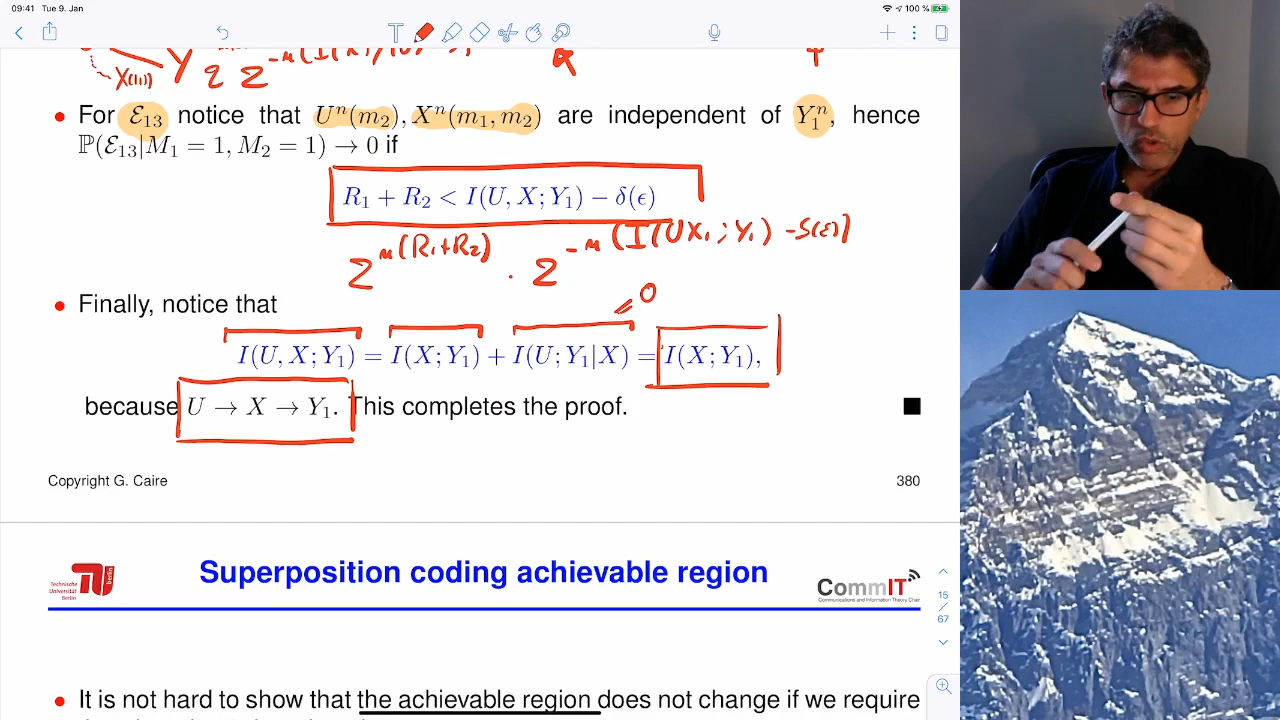 09:41 Tue 9. Jan
100 %
X(1,1)
• For ℰ₁₃ notice that Uⁿ(m₂), Xⁿ(m₁, m₂) are independent of Y₁ⁿ, hence
ℙ(ℰ₁₃|M₁ = 1, M₂ = 1) → 0 if
R₁ + R₂ < I(U, X; Y₁) − δ(ϵ)
2^{n(R₁+R₂)} · 2^{-n(I(UX₁; Y₁) - δ(ϵ))}
• Finally, notice that
= 0
I(U, X; Y₁) = I(X; Y₁) + I(U; Y₁|X) = I(X; Y₁),
because U → X → Y₁. This completes the proof. ■
Copyright G. Caire 380
Technische
Universität
Berlin
Superposition coding achievable region
CommIT
Communications and Information Theory Chair
15
/
67
• It is not hard to show that the achievable region does not change if we require